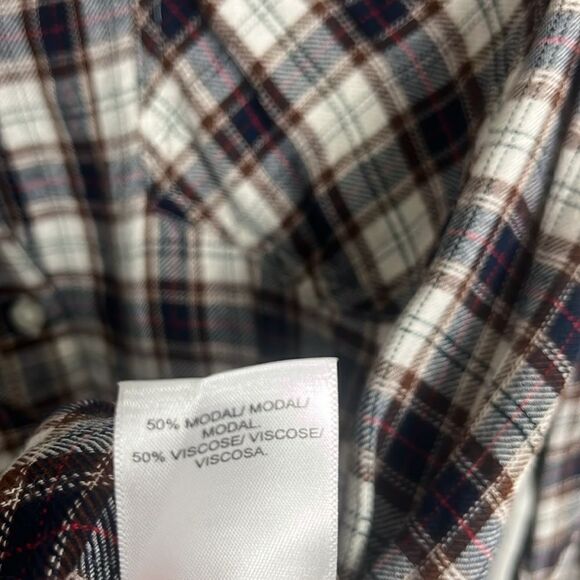 50% MODAL/ MODAL/
MODAL.
50% VISCOSE/ VISCOSE/
VISCOSA.